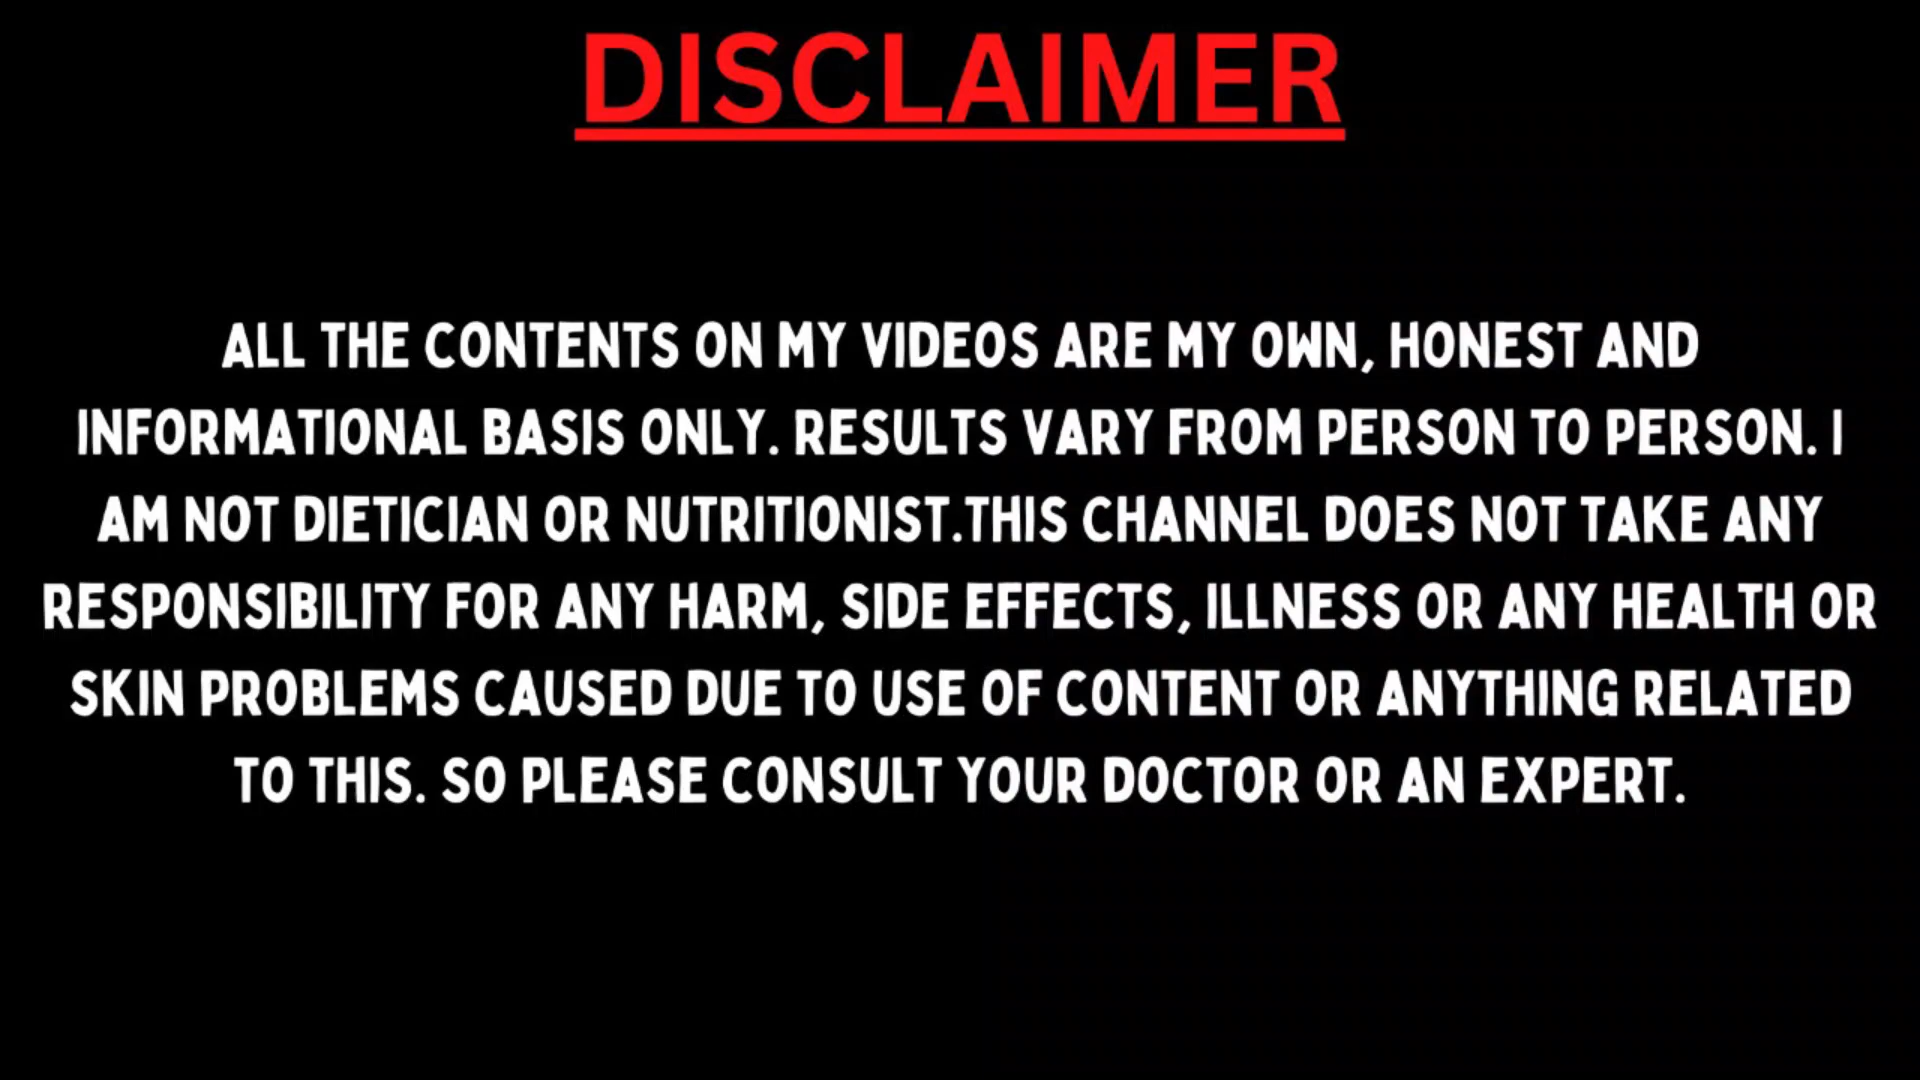 DISCLAIMER
ALL THE CONTENTS ON MY VIDEOS ARE MY OWN, HONEST AND
INFORMATIONAL BASIS ONLY. RESULTS VARY FROM PERSON TO PERSON. I
AM NOT DIETICIAN OR NUTRITIONIST.THIS CHANNEL DOES NOT TAKE ANY
RESPONSIBILITY FOR ANY HARM, SIDE EFFECTS, ILLNESS OR ANY HEALTH OR
SKIN PROBLEMS CAUSED DUE TO USE OF CONTENT OR ANYTHING RELATED
TO THIS. SO PLEASE CONSULT YOUR DOCTOR OR AN EXPERT.